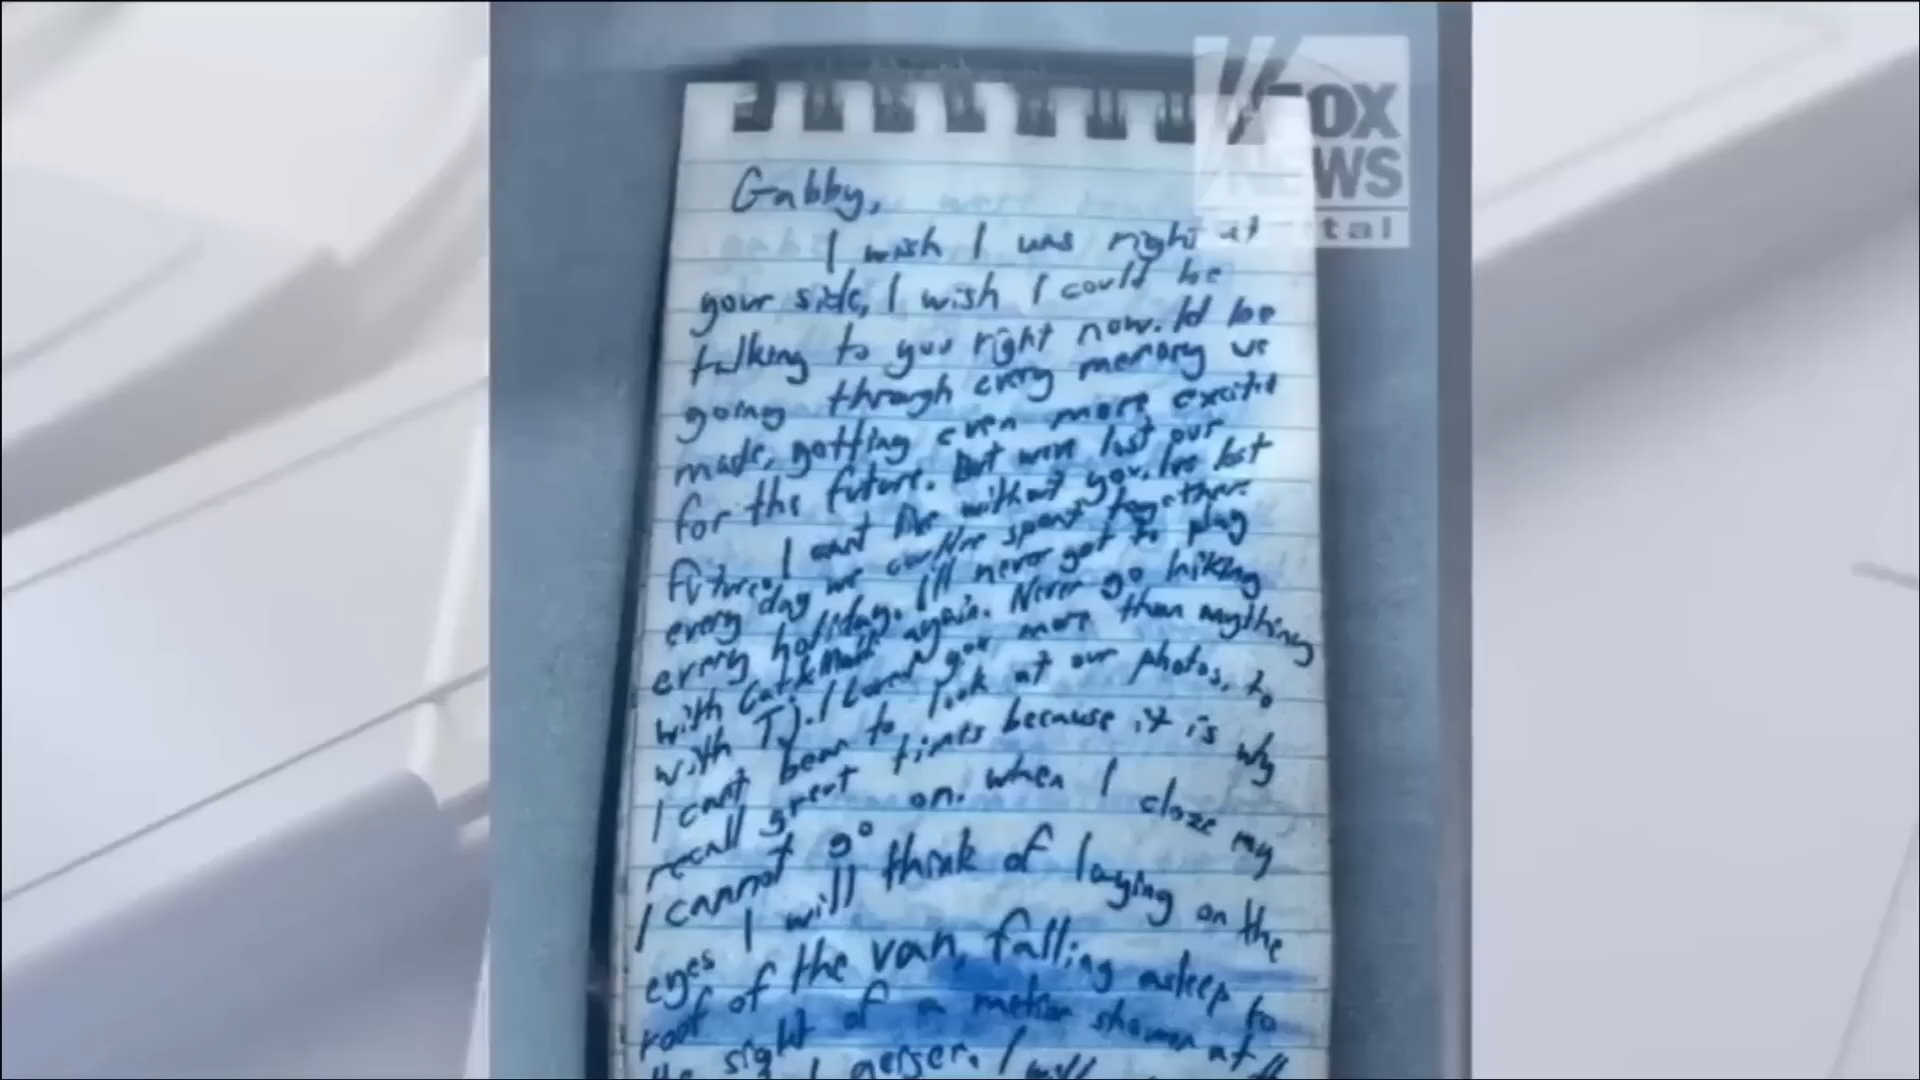 FOX
NEWS
ital
Gabby,
I wish I was right at
your side, I wish I could be
talking to you right now. Id be
going through every memory we
made, getting even more excited
for the future. But we've lost our
future. I cant live without you. I've lost
every day we could've spent together.
every holiday. I'll never get to play
with again. Never go hiking
with TJ. I loved you more than anything
I cant bear to look at our photos, to
recall great times because it is why
I cannot go on. when I close my
eyes I will think of laying on the
roof of the van, falling asleep to
the sight of a meteor shower at the